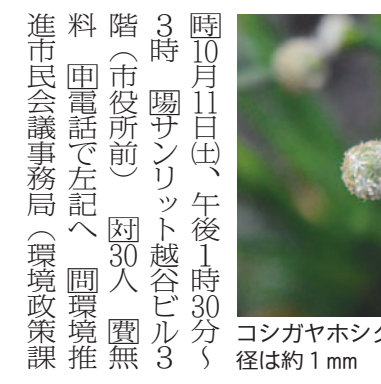 時10月11日㈯、午後1時30分～
3時　場サンリット越谷ビル3
階（市役所前）　対30人　費無
料　申電話で左記へ　問環境推
進市民会議事務局（環境政策課
コシガヤホシク
径は約1mm